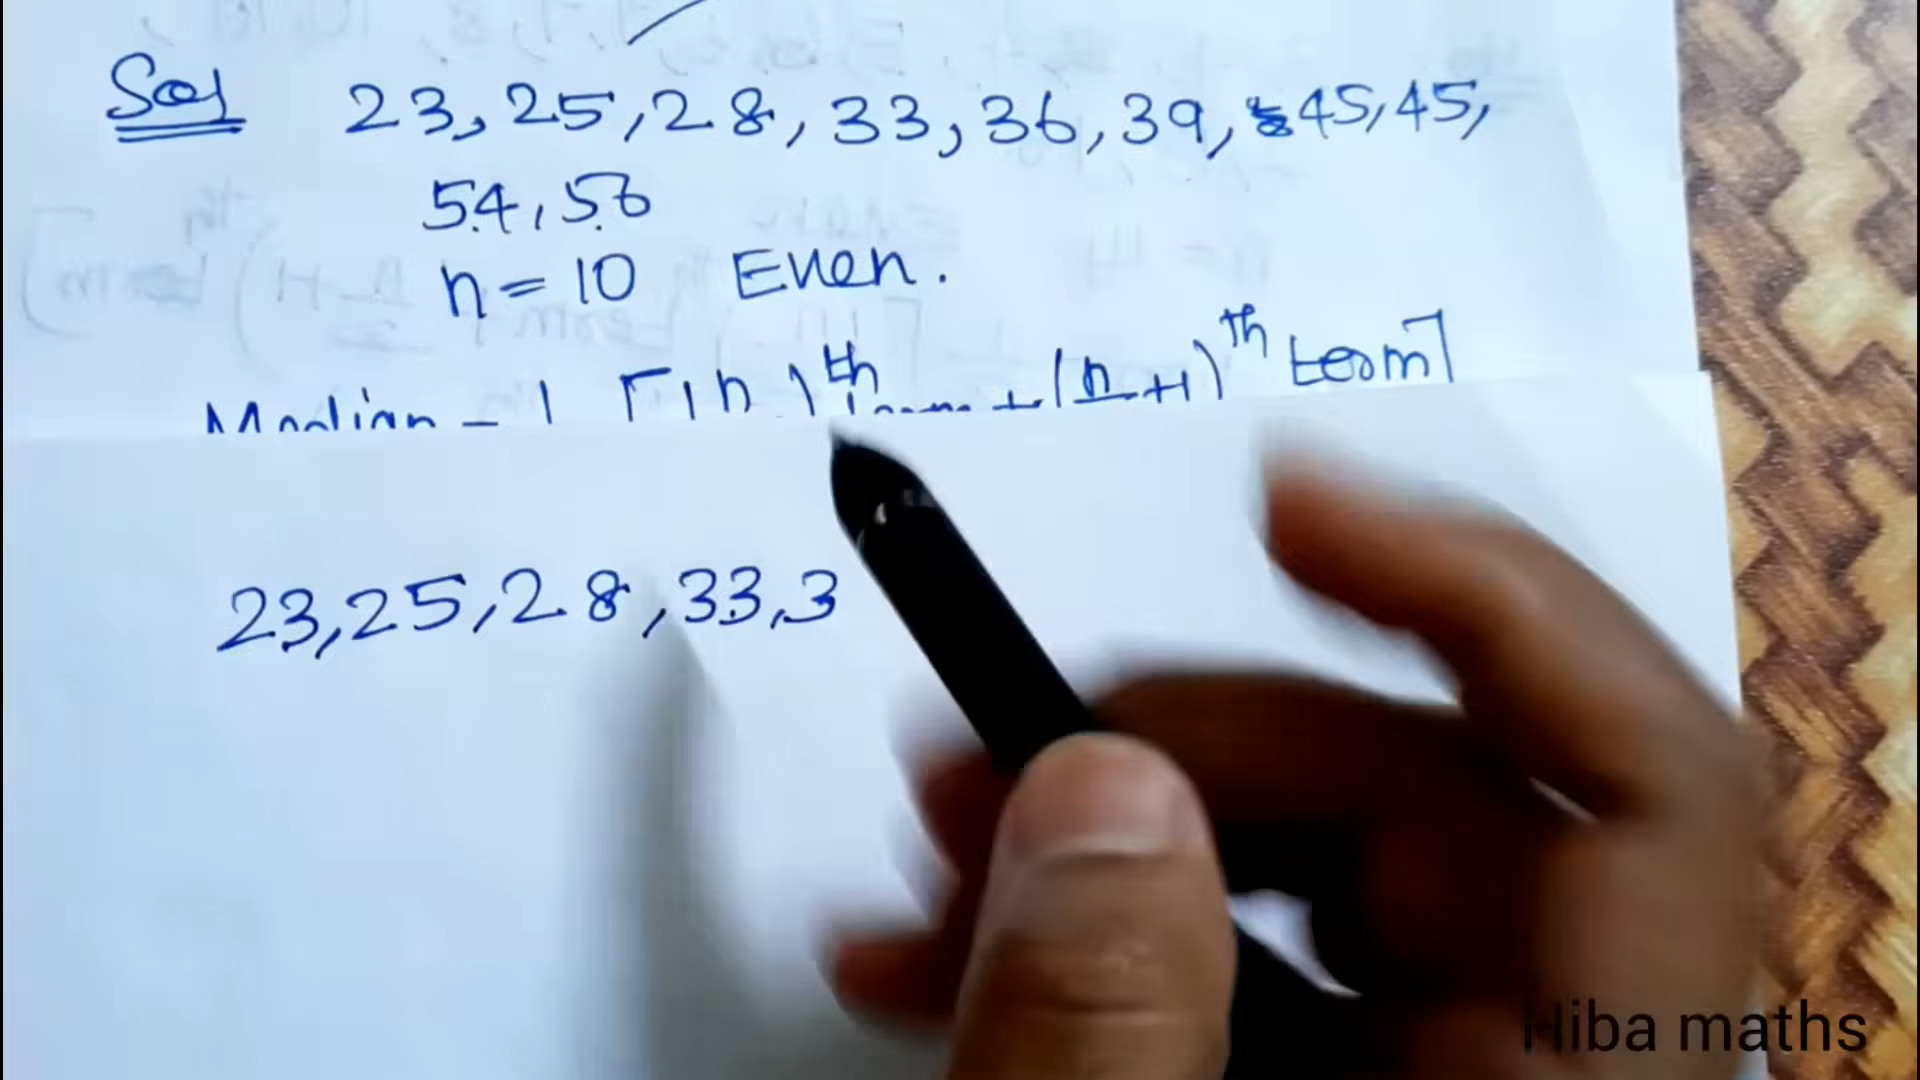 Sol 23, 25, 28, 33, 36, 39, 45, 45,
54, 56
n = 10 Even.
Median = 1 [(n)th term + (n/2+1)th term]
23, 25, 28, 33, 3
Hiba maths